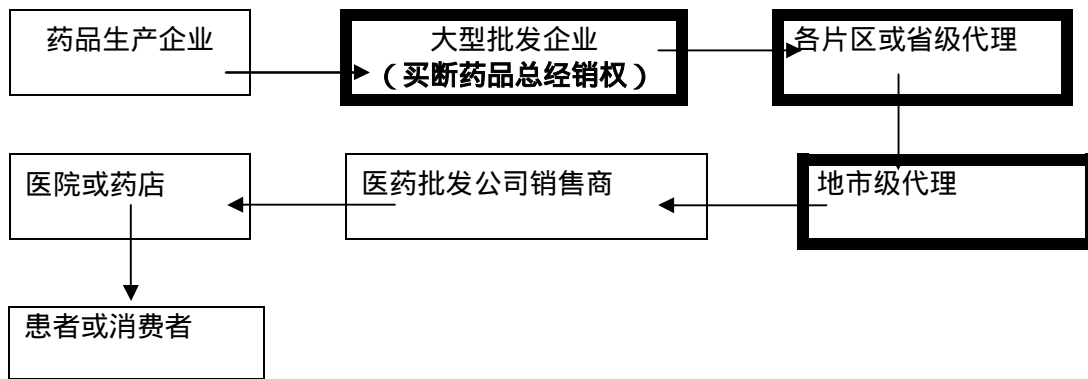 药品生产企业
大型批发企业
（买断药品总经销权）
各片区或省级代理
医院或药店
医药批发公司销售商
地市级代理
患者或消费者